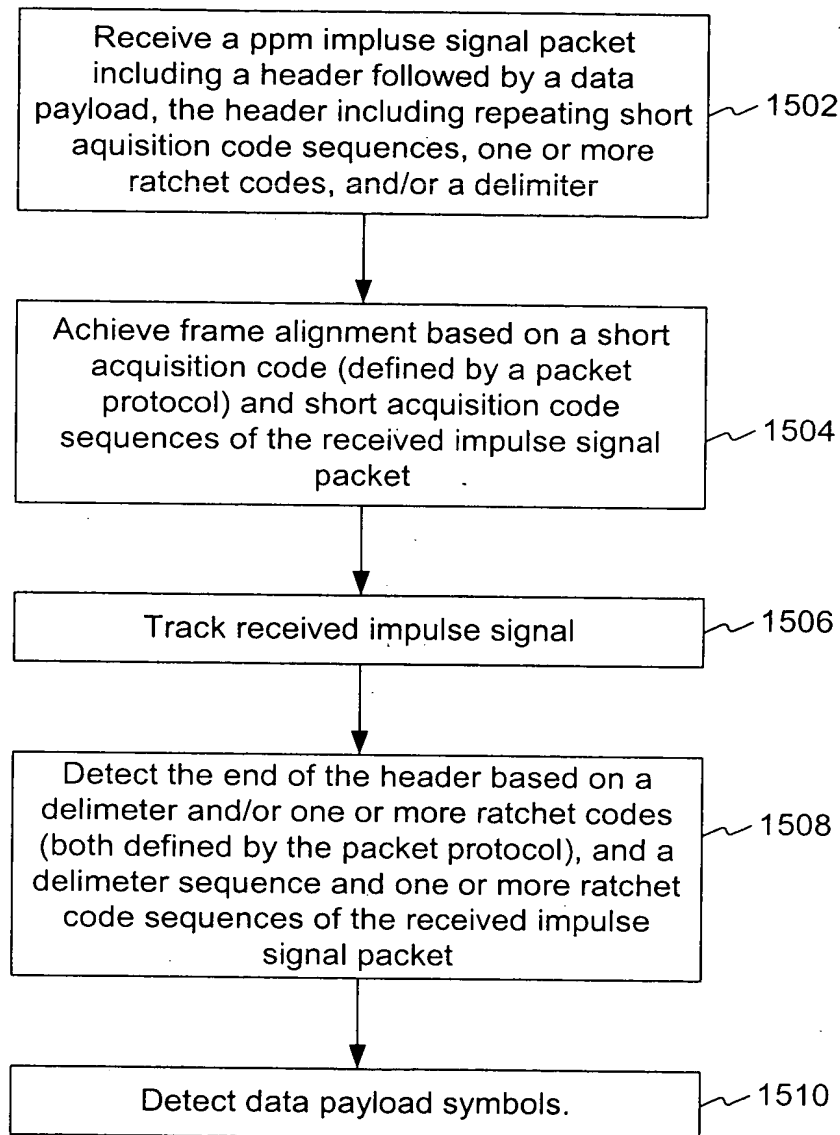 Receive a ppm impluse signal packet
including a header followed by a data
payload, the header including repeating short
aquisition code sequences, one or more
ratchet codes, and/or a delimiter
1502
Achieve frame alignment based on a short
acquisition code (defined by a packet
protocol) and short acquisition code
sequences of the received impulse signal
packet
1504
Track received impulse signal
1506
Detect the end of the header based on a
delimeter and/or one or more ratchet codes
(both defined by the packet protocol), and a
delimeter sequence and one or more ratchet
code sequences of the received impulse
signal packet
1508
Detect data payload symbols.
1510